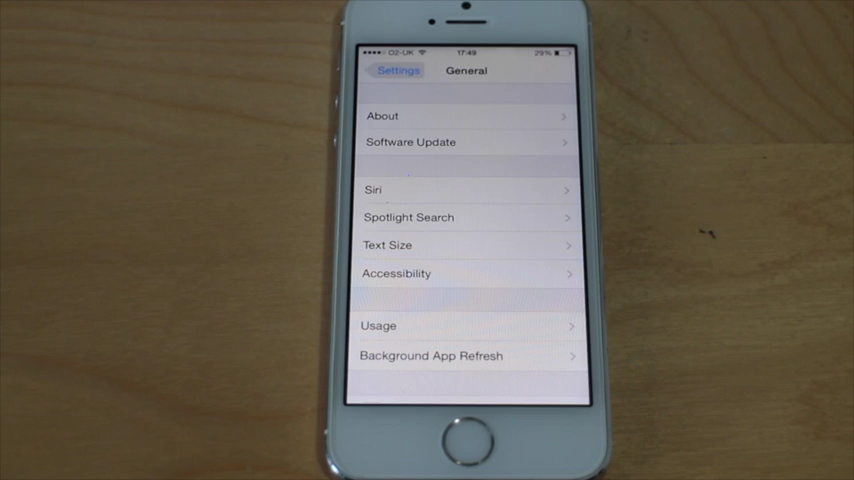 O2-UK 17:49 29%
Settings General
About
Software Update
Siri
Spotlight Search
Text Size
Accessibility
Usage
Background App Refresh